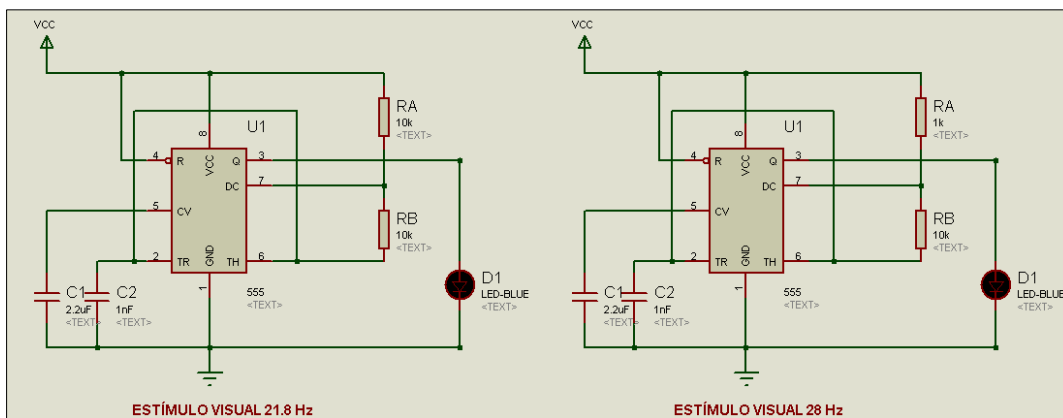 VCC
RA
10k
<TEXT>
U1
8
4
R
VCC
Q
3
DC
7
5
CV
RB
10k
<TEXT>
2
TR
GND
TH
6
1
555
<TEXT>
C1
2.2uF
<TEXT>
C2
1nF
<TEXT>
D1
LED-BLUE
<TEXT>
ESTÍMULO VISUAL 21.8 Hz
VCC
RA
1k
<TEXT>
U1
8
4
R
VCC
Q
3
DC
7
5
CV
RB
10k
<TEXT>
2
TR
GND
TH
6
1
555
<TEXT>
C1
2.2uF
<TEXT>
C2
1nF
<TEXT>
D1
LED-BLUE
<TEXT>
ESTÍMULO VISUAL 28 Hz